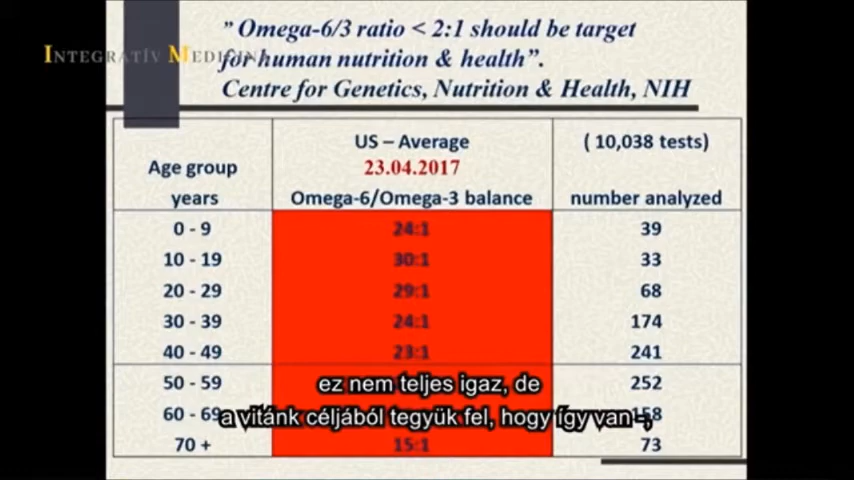 ” Omega-6/3 ratio < 2:1 should be target
INTEGRATÍV MEDICINA
for human nutrition & health”.
Centre for Genetics, Nutrition & Health, NIH
Age group
years
US – Average
23.04.2017
Omega-6/Omega-3 balance
( 10,038 tests)
number analyzed
0 - 9 24:1 39
10 - 19 30:1 33
20 - 29 29:1 68
30 - 39 24:1 174
40 - 49 23:1 241
50 - 59 252
60 - 69 158
70 + 15:1 73
ez nem teljes igaz, de
a vitánk céljából tegyük fel, hogy így van -,